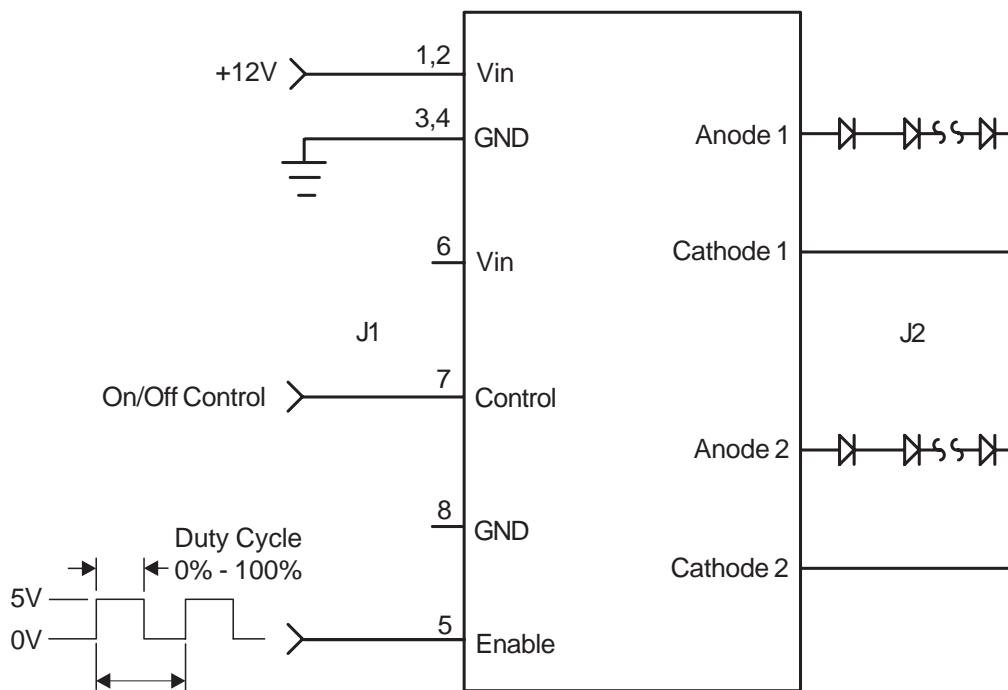 +12V
1,2
Vin
3,4
GND
Anode 1
Cathode 1
6
Vin
J1
J2
On/Off Control
7
Control
Anode 2
8
GND
Duty Cycle
0% - 100%
Cathode 2
5V
0V
5
Enable